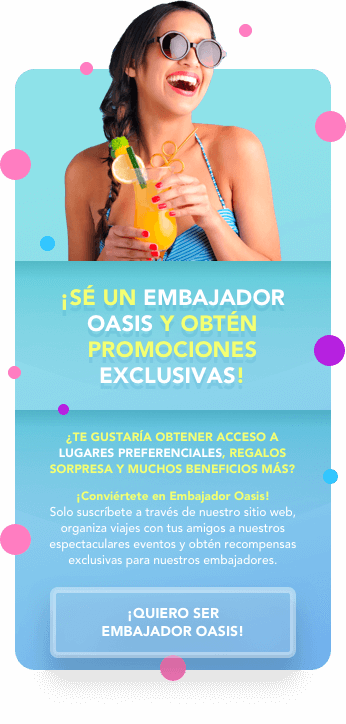 ¡SÉ UN EMBAJADOR
OASIS Y OBTÉN
PROMOCIONES
EXCLUSIVAS!
¿TE GUSTARÍA OBTENER ACCESO A
LUGARES PREFERENCIALES, REGALOS
SORPRESA Y MUCHOS BENEFICIOS MÁS?
¡Conviértete en Embajador Oasis!
Solo suscríbete a través de nuestro sitio web,
organiza viajes con tus amigos a nuestros
espectaculares eventos y obtén recompensas
exclusivas para nuestros embajadores.
¡QUIERO SER
EMBAJADOR OASIS!